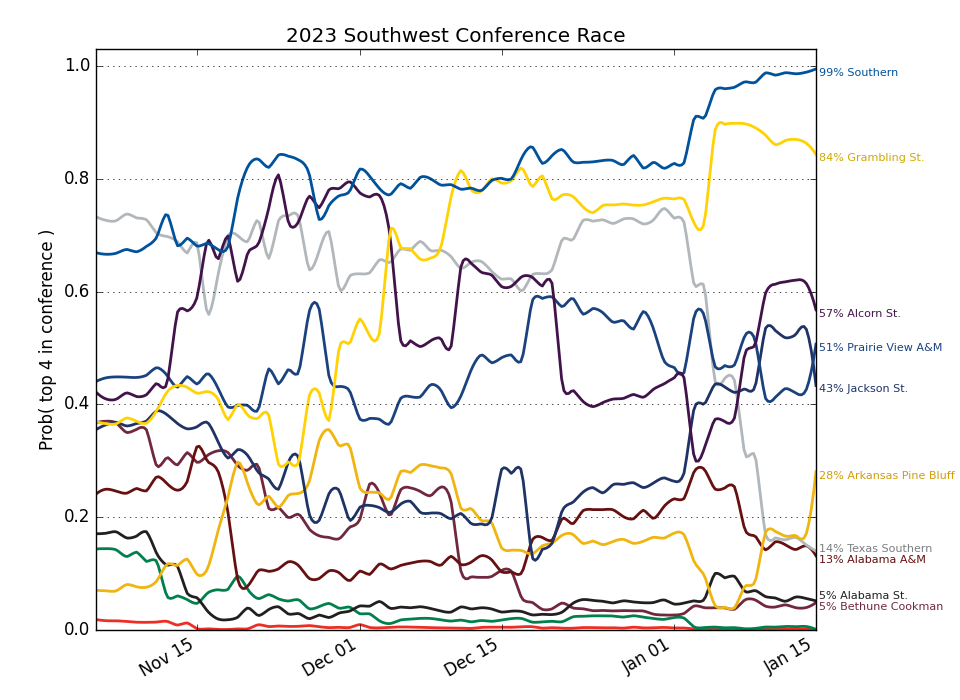 2023 Southwest Conference Race
Prob( top 4 in conference )
1.0
0.8
0.6
0.4
0.2
0.0
Nov 15
Dec 01
Dec 15
Jan 01
Jan 15
99% Southern
84% Grambling St.
57% Alcorn St.
51% Prairie View A&M
43% Jackson St.
28% Arkansas Pine Bluff
14% Texas Southern
13% Alabama A&M
5% Alabama St.
5% Bethune Cookman